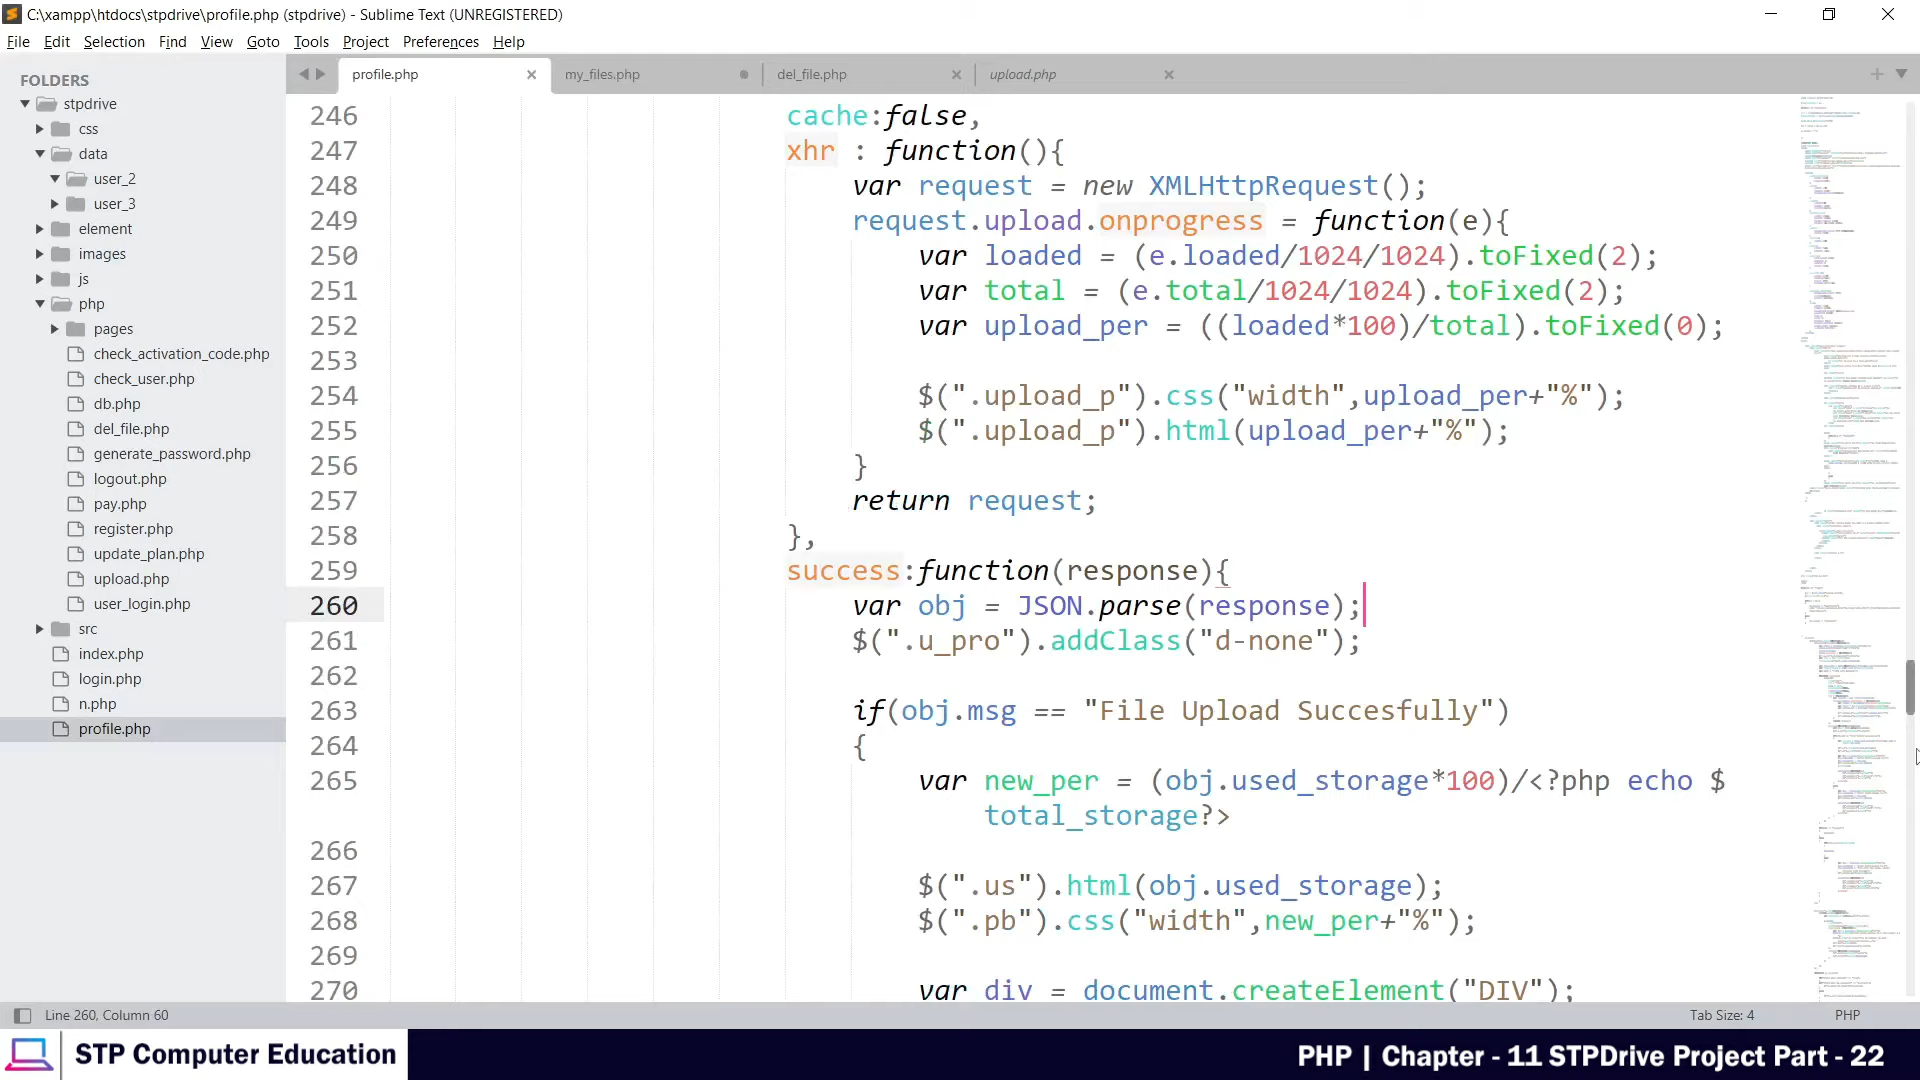 C:\xampp\htdocs\stpdrive\profile.php (stpdrive) - Sublime Text (UNREGISTERED)
File Edit Selection Find View Goto Tools Project Preferences Help
FOLDERS
stpdrive
css
data
user_2
user_3
element
images
js
php
pages
check_activation_code.php
check_user.php
db.php
del_file.php
generate_password.php
logout.php
pay.php
register.php
update_plan.php
upload.php
user_login.php
src
index.php
login.php
n.php
profile.php
profile.php my_files.php del_file.php upload.php
246 cache:false,
247 xhr : function(){
248 var request = new XMLHttpRequest();
249 request.upload.onprogress = function(e){
250 var loaded = (e.loaded/1024/1024).toFixed(2);
251 var total = (e.total/1024/1024).toFixed(2);
252 var upload_per = ((loaded*100)/total).toFixed(0);
253
254 $(".upload_p").css("width",upload_per+"%");
255 $(".upload_p").html(upload_per+"%");
256 }
257 return request;
258 },
259 success:function(response){
260 var obj = JSON.parse(response);
261 $(".u_pro").addClass("d-none");
262
263 if(obj.msg == "File Upload Succesfully")
264 {
265 var new_per = (obj.used_storage*100)/<?php echo $
total_storage?>
266
267 $(".us").html(obj.used_storage);
268 $(".pb").css("width",new_per+"%");
269
270 var div = document.createElement("DIV");
Line 260, Column 60
Tab Size: 4 PHP
STP Computer Education
PHP | Chapter - 11 STPDrive Project Part - 22